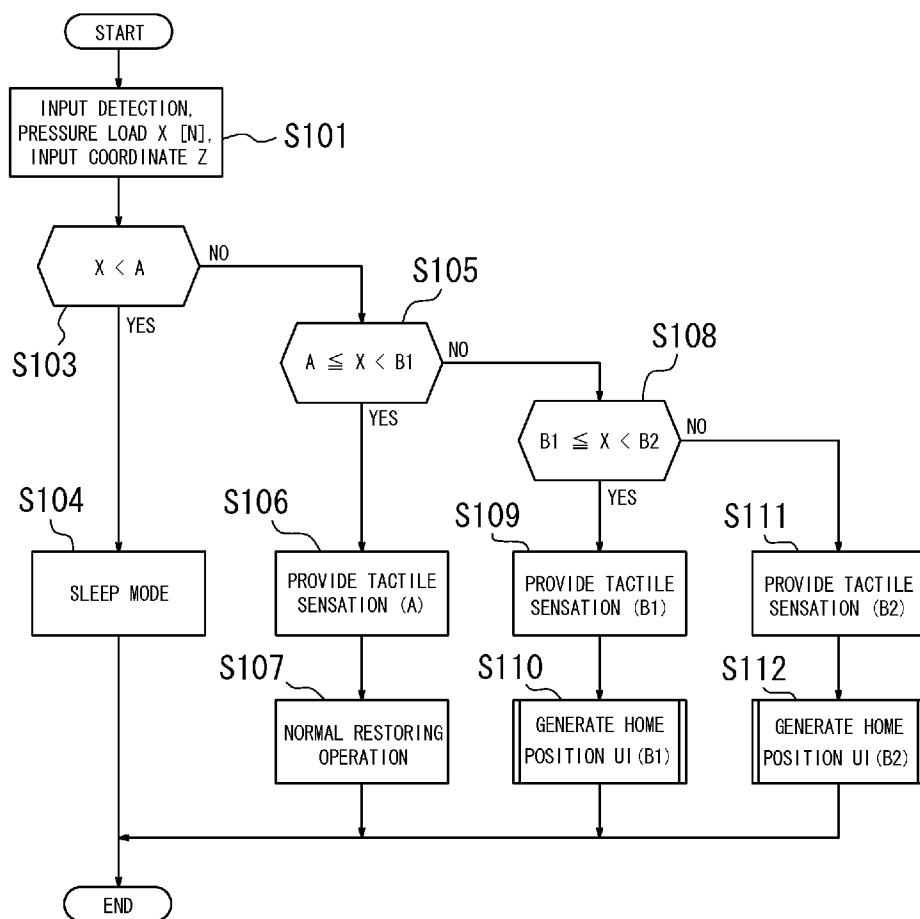 START
INPUT DETECTION,
PRESSURE LOAD X [N],
INPUT COORDINATE Z
S101
X < A
NO
YES
S103
S105
A ≦ X < B1
NO
YES
S108
B1 ≦ X < B2
NO
YES
S104
SLEEP MODE
S106
PROVIDE TACTILE
SENSATION (A)
S109
PROVIDE TACTILE
SENSATION (B1)
S111
PROVIDE TACTILE
SENSATION (B2)
S107
NORMAL RESTORING
OPERATION
S110
GENERATE HOME
POSITION UI(B1)
S112
GENERATE HOME
POSITION UI(B2)
END